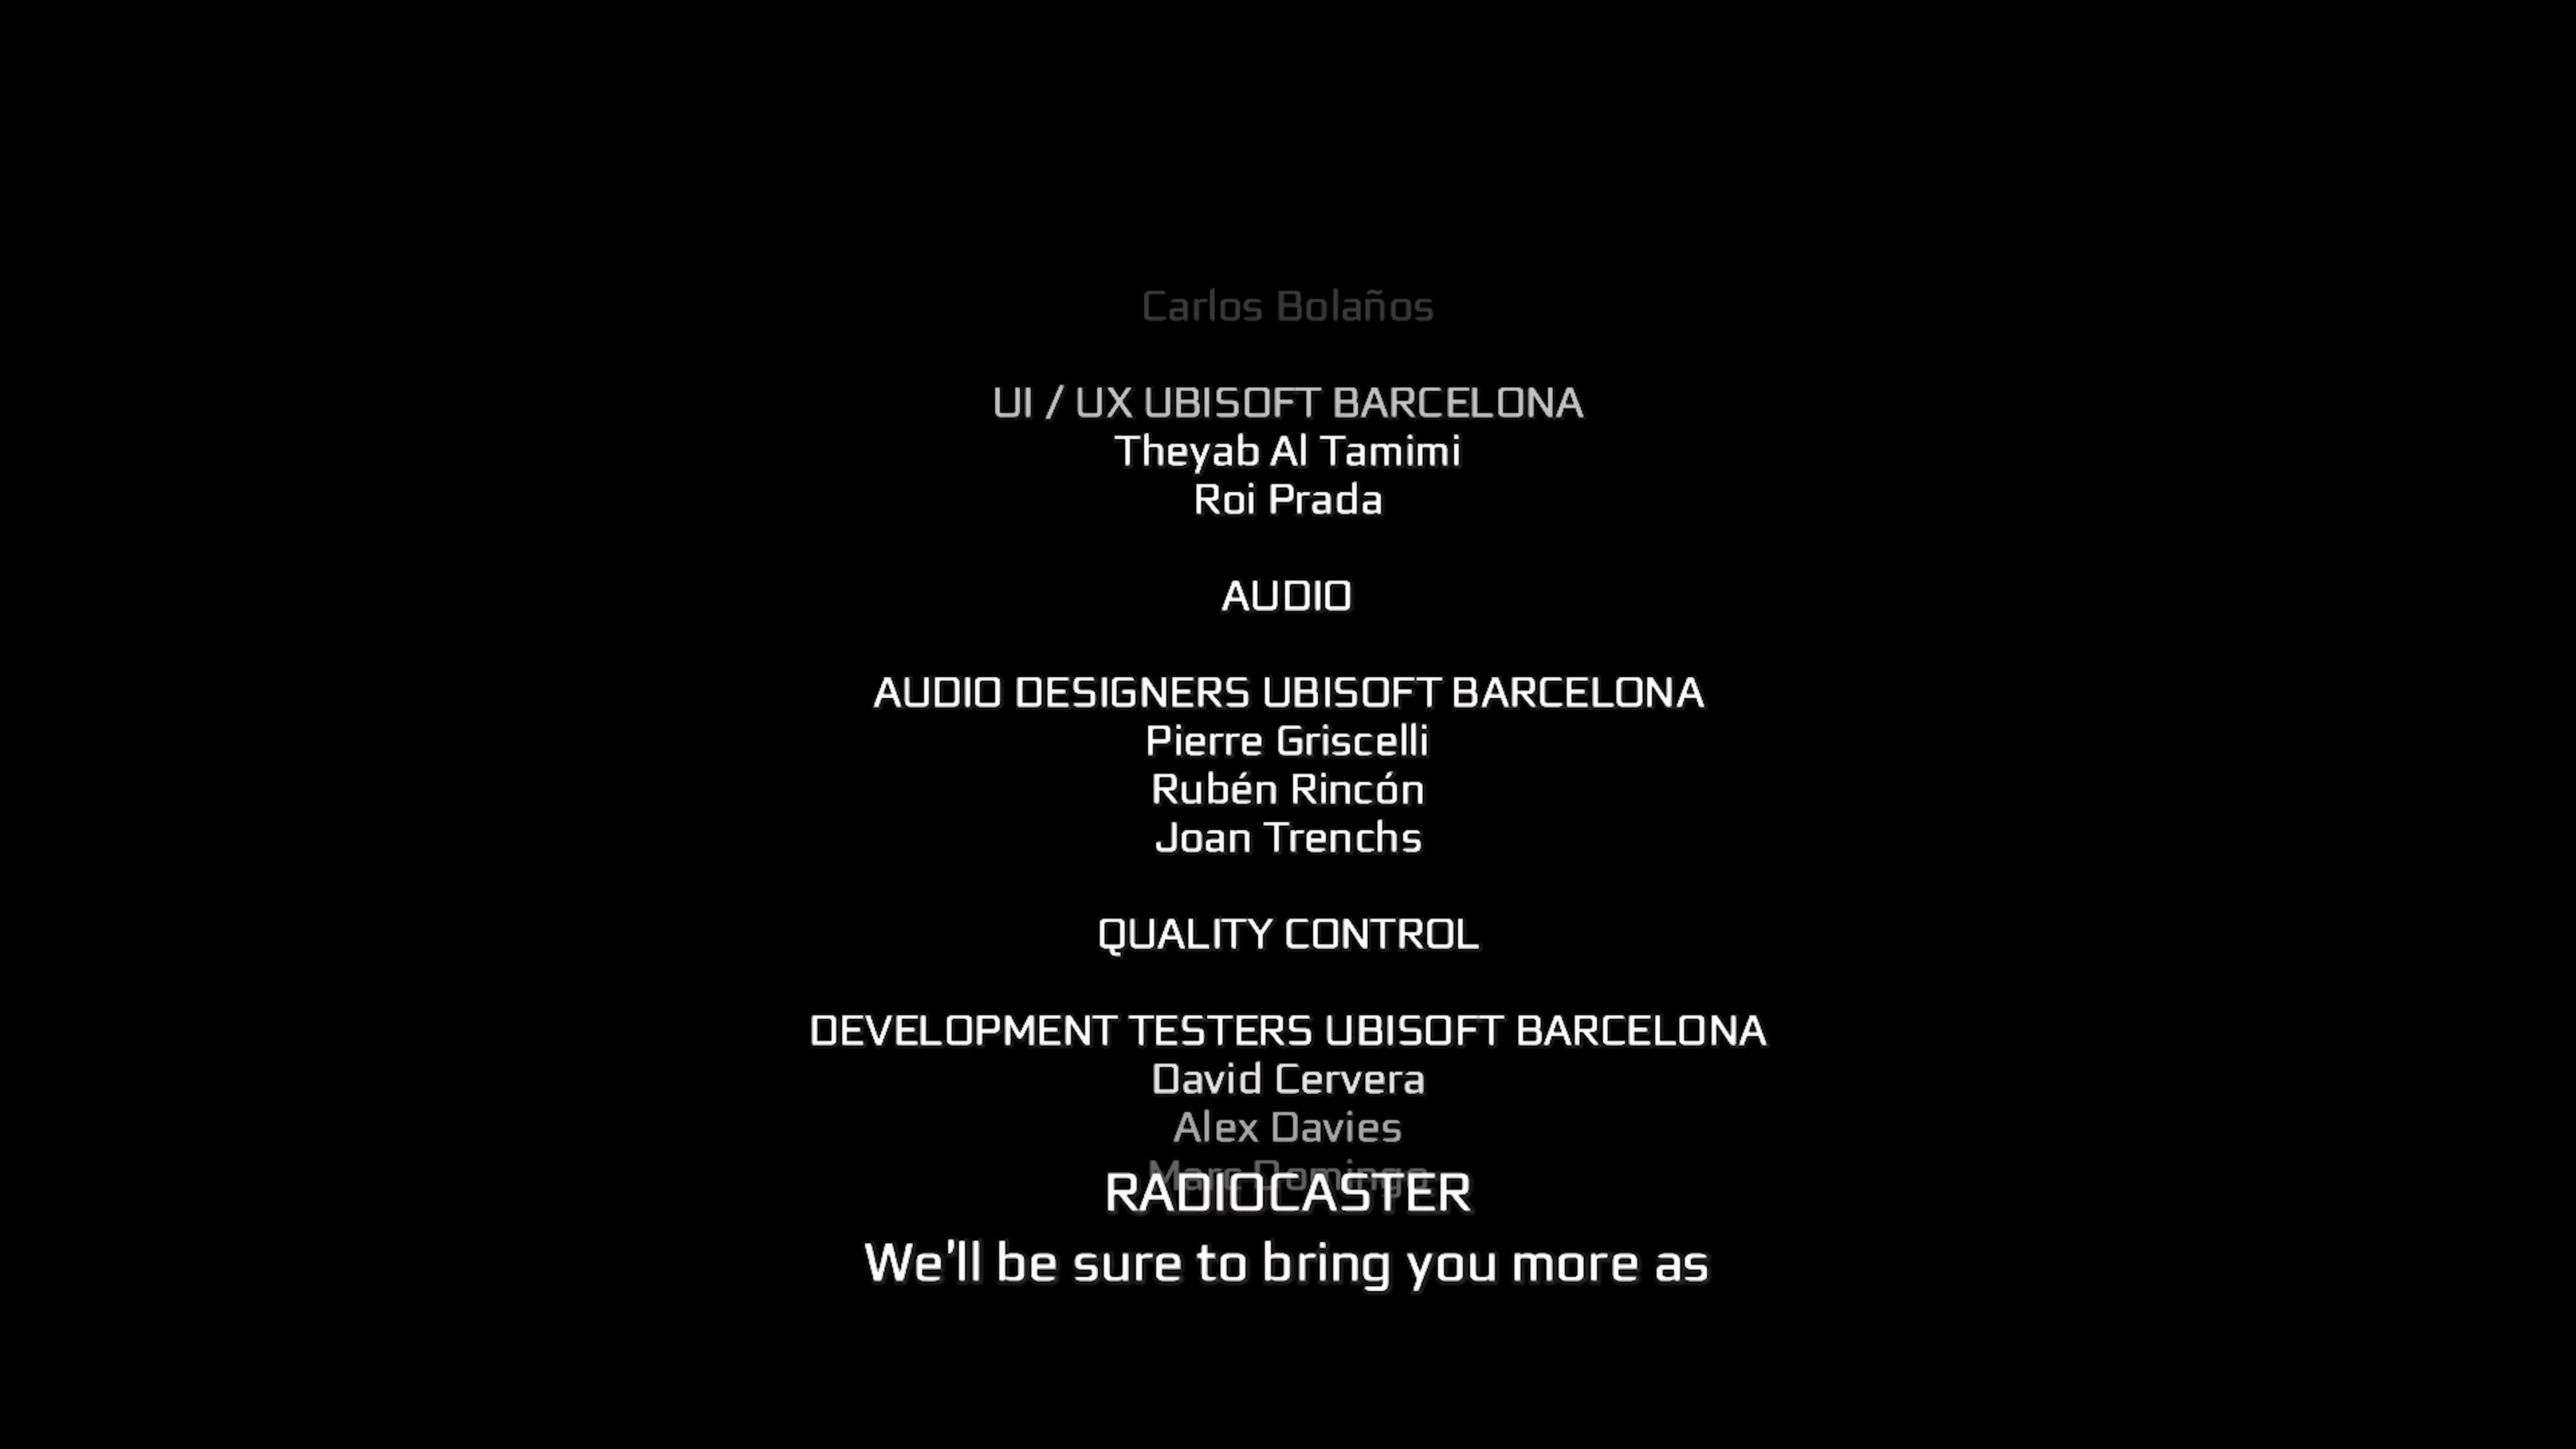 Carlos Bolaños
UI / UX UBISOFT BARCELONA
Theyab Al Tamimi
Roi Prada
AUDIO
AUDIO DESIGNERS UBISOFT BARCELONA
Pierre Griscelli
Rubén Rincón
Joan Trenchs
QUALITY CONTROL
DEVELOPMENT TESTERS UBISOFT BARCELONA
David Cervera
Alex Davies
Marc Domingo
RADIOCASTER
We'll be sure to bring you more as